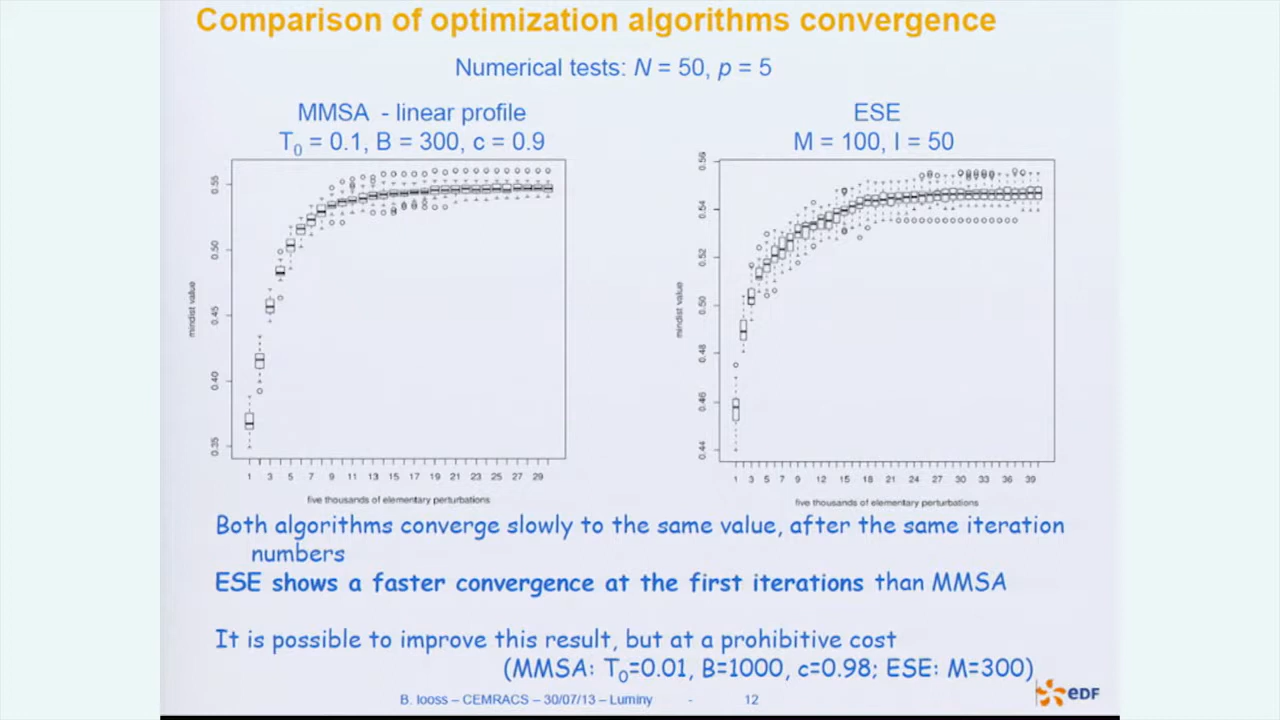 Comparison of optimization algorithms convergence
Numerical tests: N = 50, p = 5
MMSA - linear profile
T0 = 0.1, B = 300, c = 0.9
ESE
M = 100, I = 50
0.55
0.50
0.45
0.40
0.35
mindist value
1 3 5 7 9 11 13 15 17 19 21 23 25 27 29
five thousands of elementary perturbations
0.56
0.54
0.52
0.50
0.48
0.46
0.44
mindist value
1 3 5 7 9 12 15 18 21 24 27 30 33 36 39
five thousands of elementary perturbations
Both algorithms converge slowly to the same value, after the same iteration
numbers
ESE shows a faster convergence at the first iterations than MMSA
It is possible to improve this result, but at a prohibitive cost
(MMSA: T0=0.01, B=1000, c=0.98; ESE: M=300)
B. Iooss – CEMRACS – 30/07/13 – Luminy - 12
eDF